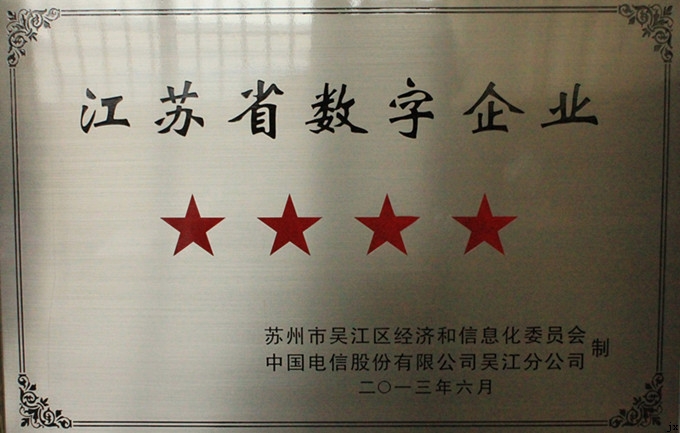 江苏省数字企业
苏州市吴江区经济和信息化委员会
中国电信股份有限公司吴江分公司 制
二〇一三年六月
jz